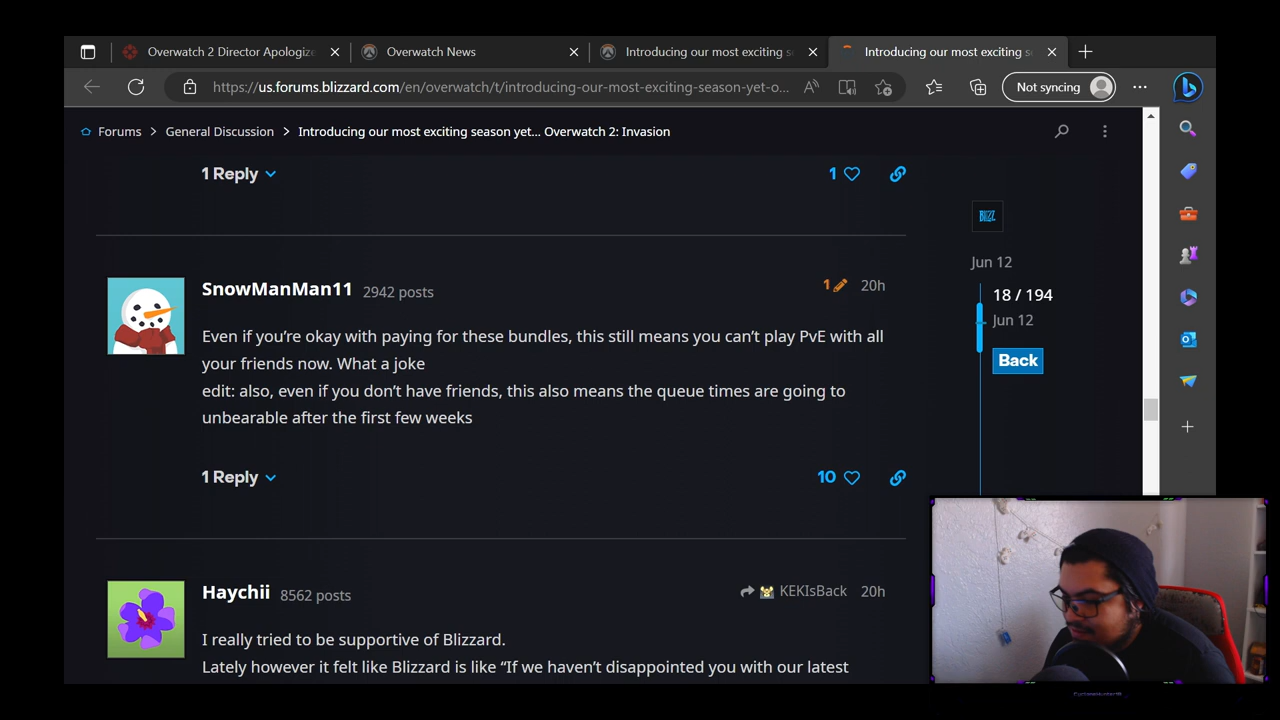 Overwatch 2 Director Apologize
Overwatch News
Introducing our most exciting s
Introducing our most exciting s
https://us.forums.blizzard.com/en/overwatch/t/introducing-our-most-exciting-season-yet-o...
Not syncing
Forums > General Discussion > Introducing our most exciting season yet... Overwatch 2: Invasion
1 Reply
1
BLIZZ
Jun 12
SnowManMan11 2942 posts
1
20h
18 / 194
Jun 12
Back
Even if you’re okay with paying for these bundles, this still means you can’t play PvE with all
your friends now. What a joke
edit: also, even if you don’t have friends, this also means the queue times are going to
unbearable after the first few weeks
1 Reply
10
Haychii 8562 posts
KEKIsBack 20h
I really tried to be supportive of Blizzard.
Lately however it felt like Blizzard is like “If we haven’t disappointed you with our latest